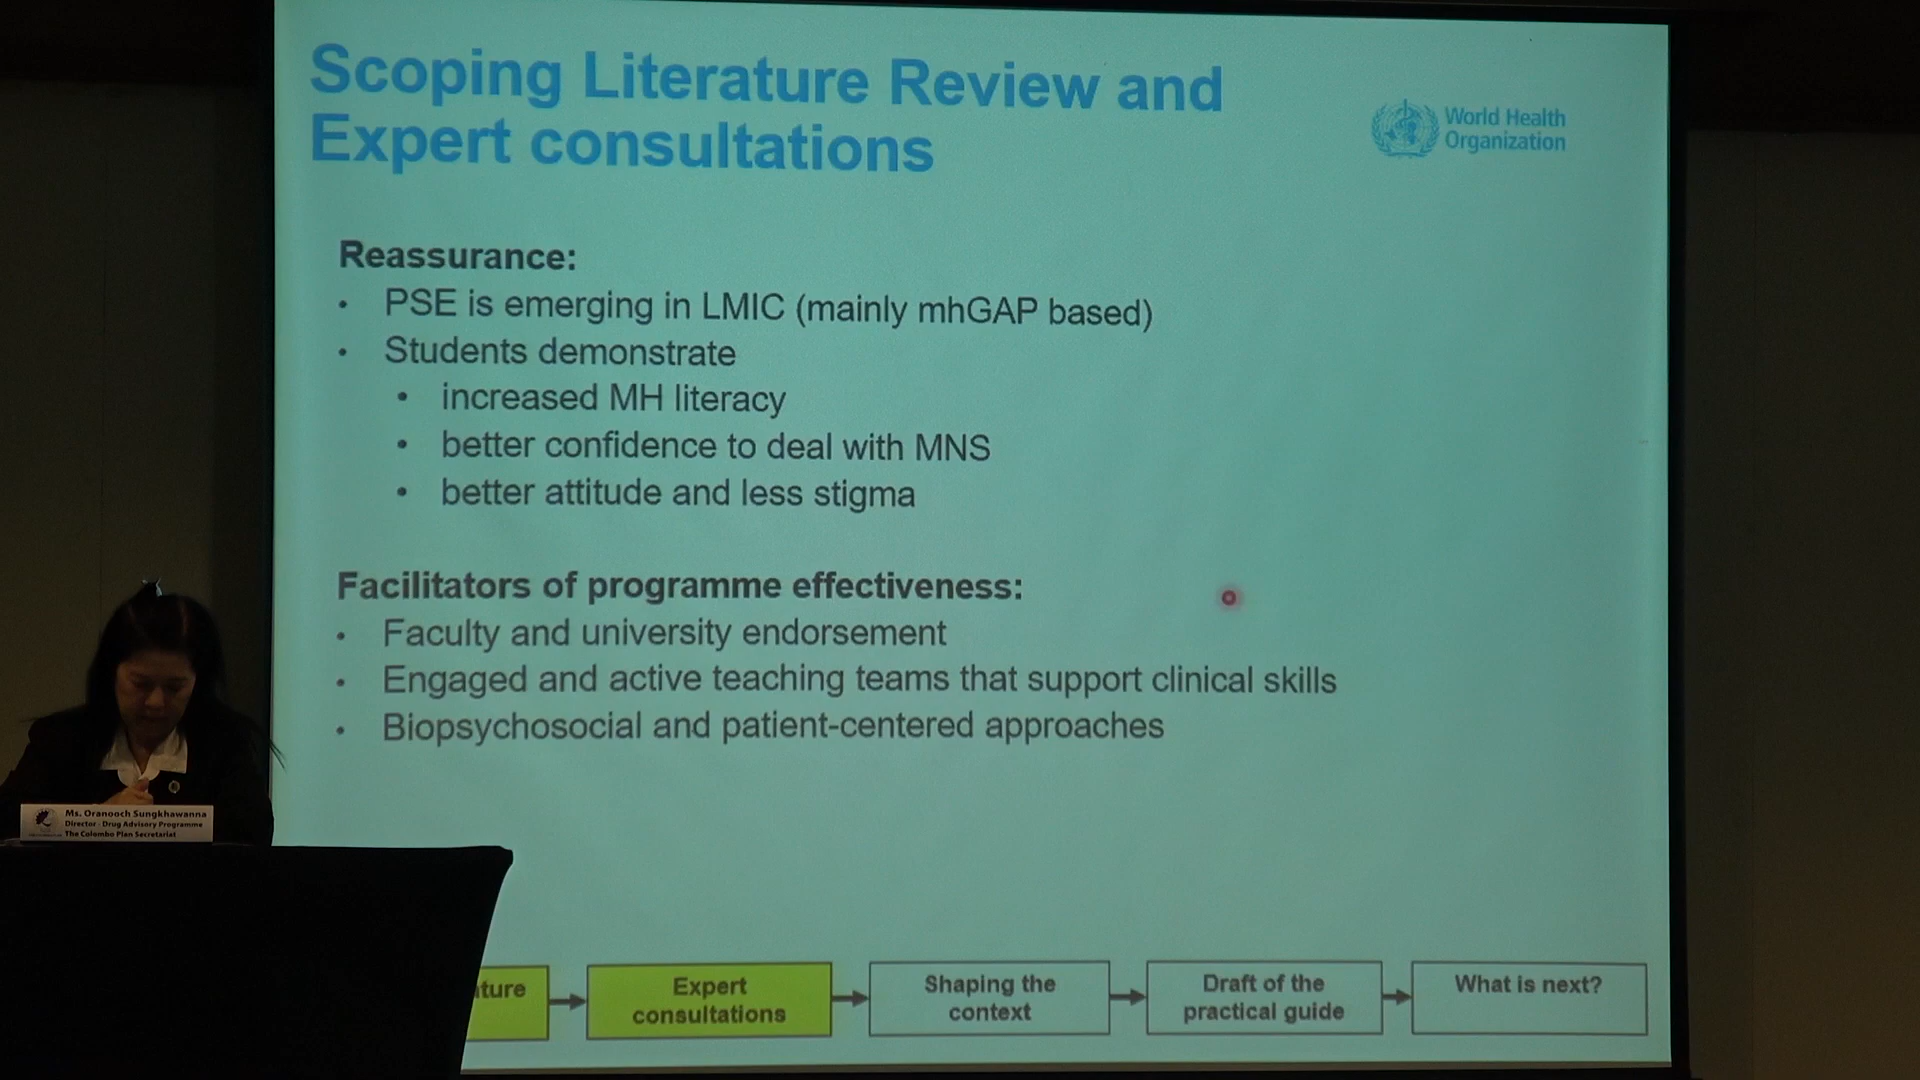 Scoping Literature Review and
Expert consultations
World Health
Organization
Reassurance:
• PSE is emerging in LMIC (mainly mhGAP based)
• Students demonstrate
• increased MH literacy
• better confidence to deal with MNS
• better attitude and less stigma
Facilitators of programme effectiveness:
• Faculty and university endorsement
• Engaged and active teaching teams that support clinical skills
• Biopsychosocial and patient-centered approaches
Ms. Oranooch Sungkhawanna
Director - Drug Advisory Programme
The Colombo Plan Secretariat
ture
Expert
consultations
Shaping the
context
Draft of the
practical guide
What is next?